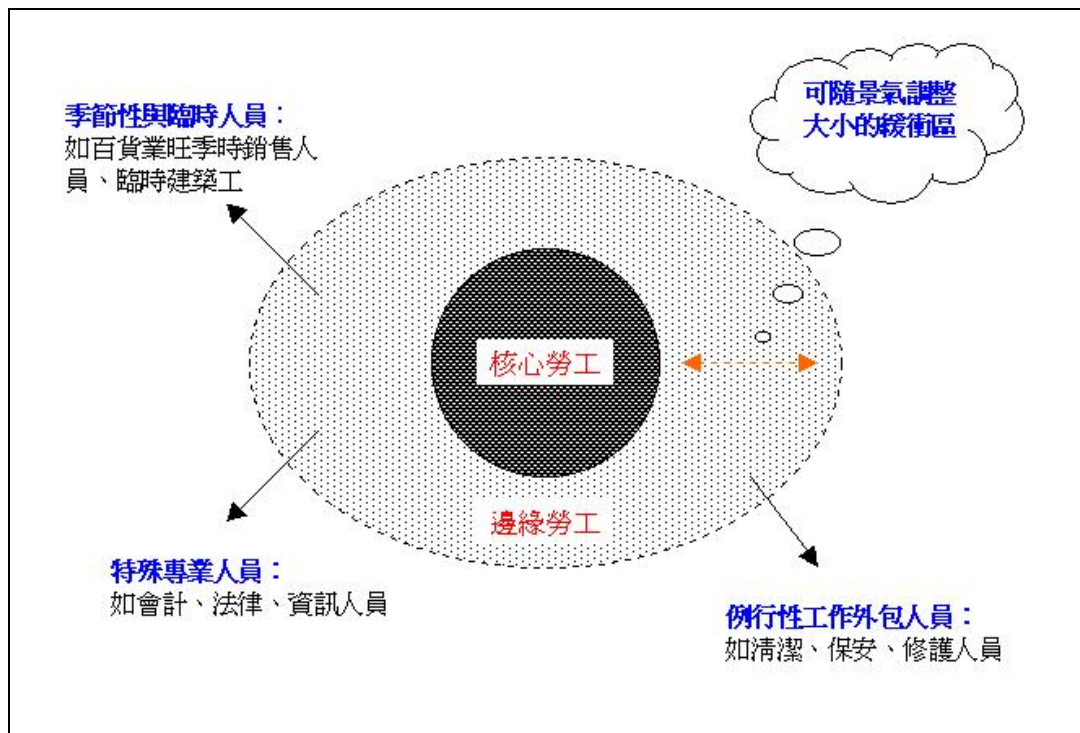 可隨景氣調整
大小的緩衝區
季節性與臨時人員：
如百貨業旺季時銷售人
員、臨時建築工
核心勞工
邊緣勞工
特殊專業人員：
如會計、法律、資訊人員
例行性工作外包人員：
如清潔、保安、修護人員